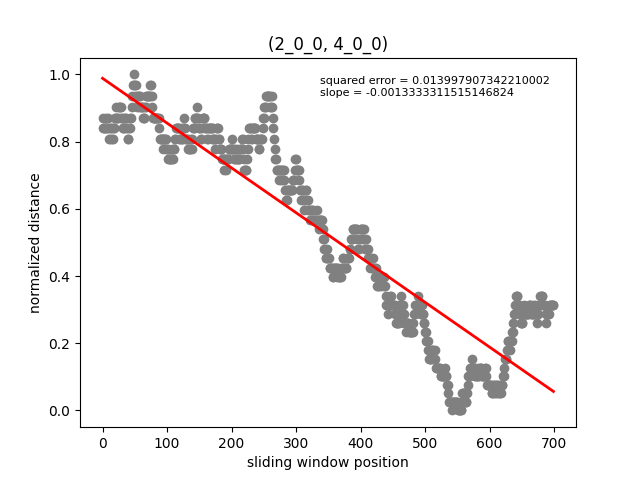 (2_0_0, 4_0_0)
squared error = 0.013997907342210002
slope = -0.0013333311515146824
1.0
0.8
0.6
0.4
0.2
0.0
normalized distance
0 100 200 300 400 500 600 700
sliding window position